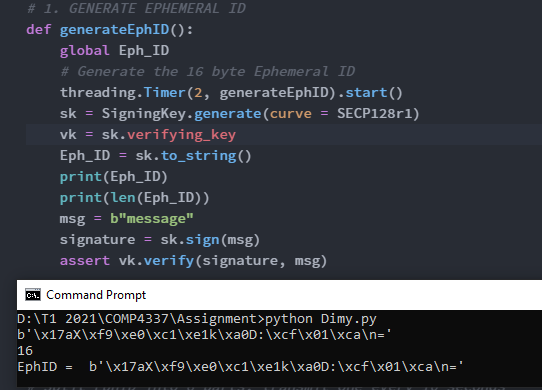 # 1. GENERATE EPHEMERAL ID
def generateEphID():
    global Eph_ID
    # Generate the 16 byte Ephemeral ID
    threading.Timer(2, generateEphID).start()
    sk = SigningKey.generate(curve = SECP128r1)
    vk = sk.verifying_key
    Eph_ID = sk.to_string()
    print(Eph_ID)
    print(len(Eph_ID))
    msg = b"message"
    signature = sk.sign(msg)
    assert vk.verify(signature, msg)
Command Prompt
D:\T1 2021\COMP4337\Assignment>python Dimy.py
b'\x17aX\xf9\xe0\xc1\xe1k\xa0D:\xcf\x01\xca\n='
16
EphID =  b'\x17aX\xf9\xe0\xc1\xe1k\xa0D:\xcf\x01\xca\n='